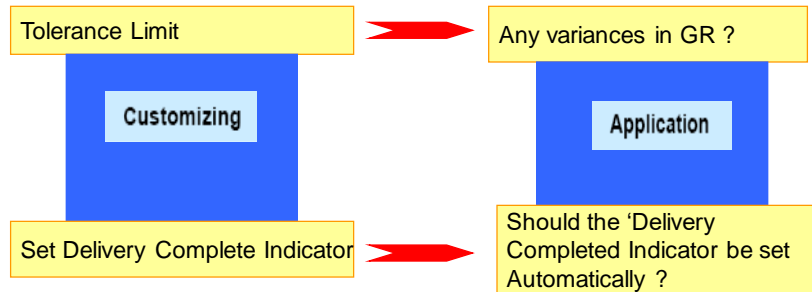 Tolerance Limit
Any variances in GR ?
Customizing
Application
Set Delivery Complete Indicator
Should the ‘Delivery
Completed Indicator be set
Automatically ?